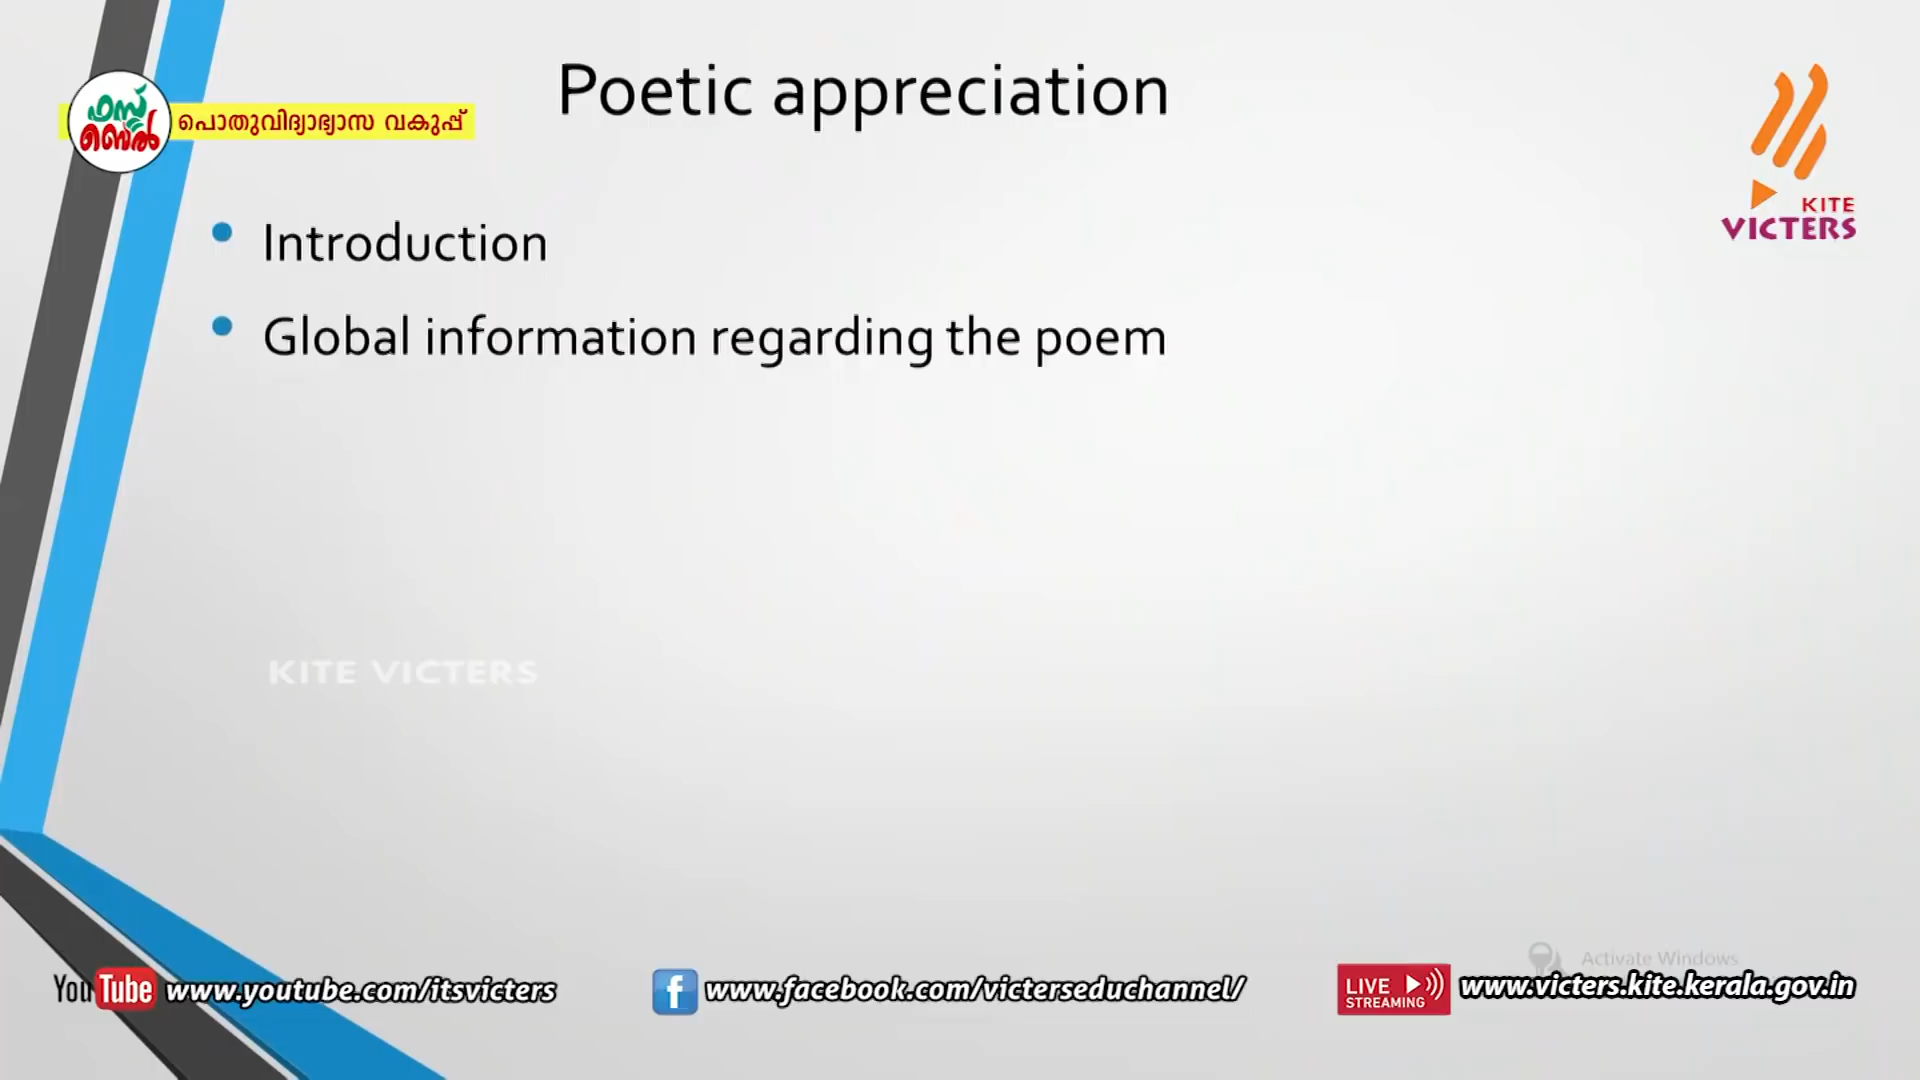 Poetic appreciation
ഫസ്റ്റ്
ബെൽ
പൊതുവിദ്യാഭ്യാസ വകുപ്പ്
KITE
VICTERS
Introduction
Global information regarding the poem
KITE VICTERS
Activate Windows
YouTube www.youtube.com/itsvicters
f www.facebook.com/victerseduchannel/
LIVE
STREAMING
www.victers.kite.kerala.gov.in